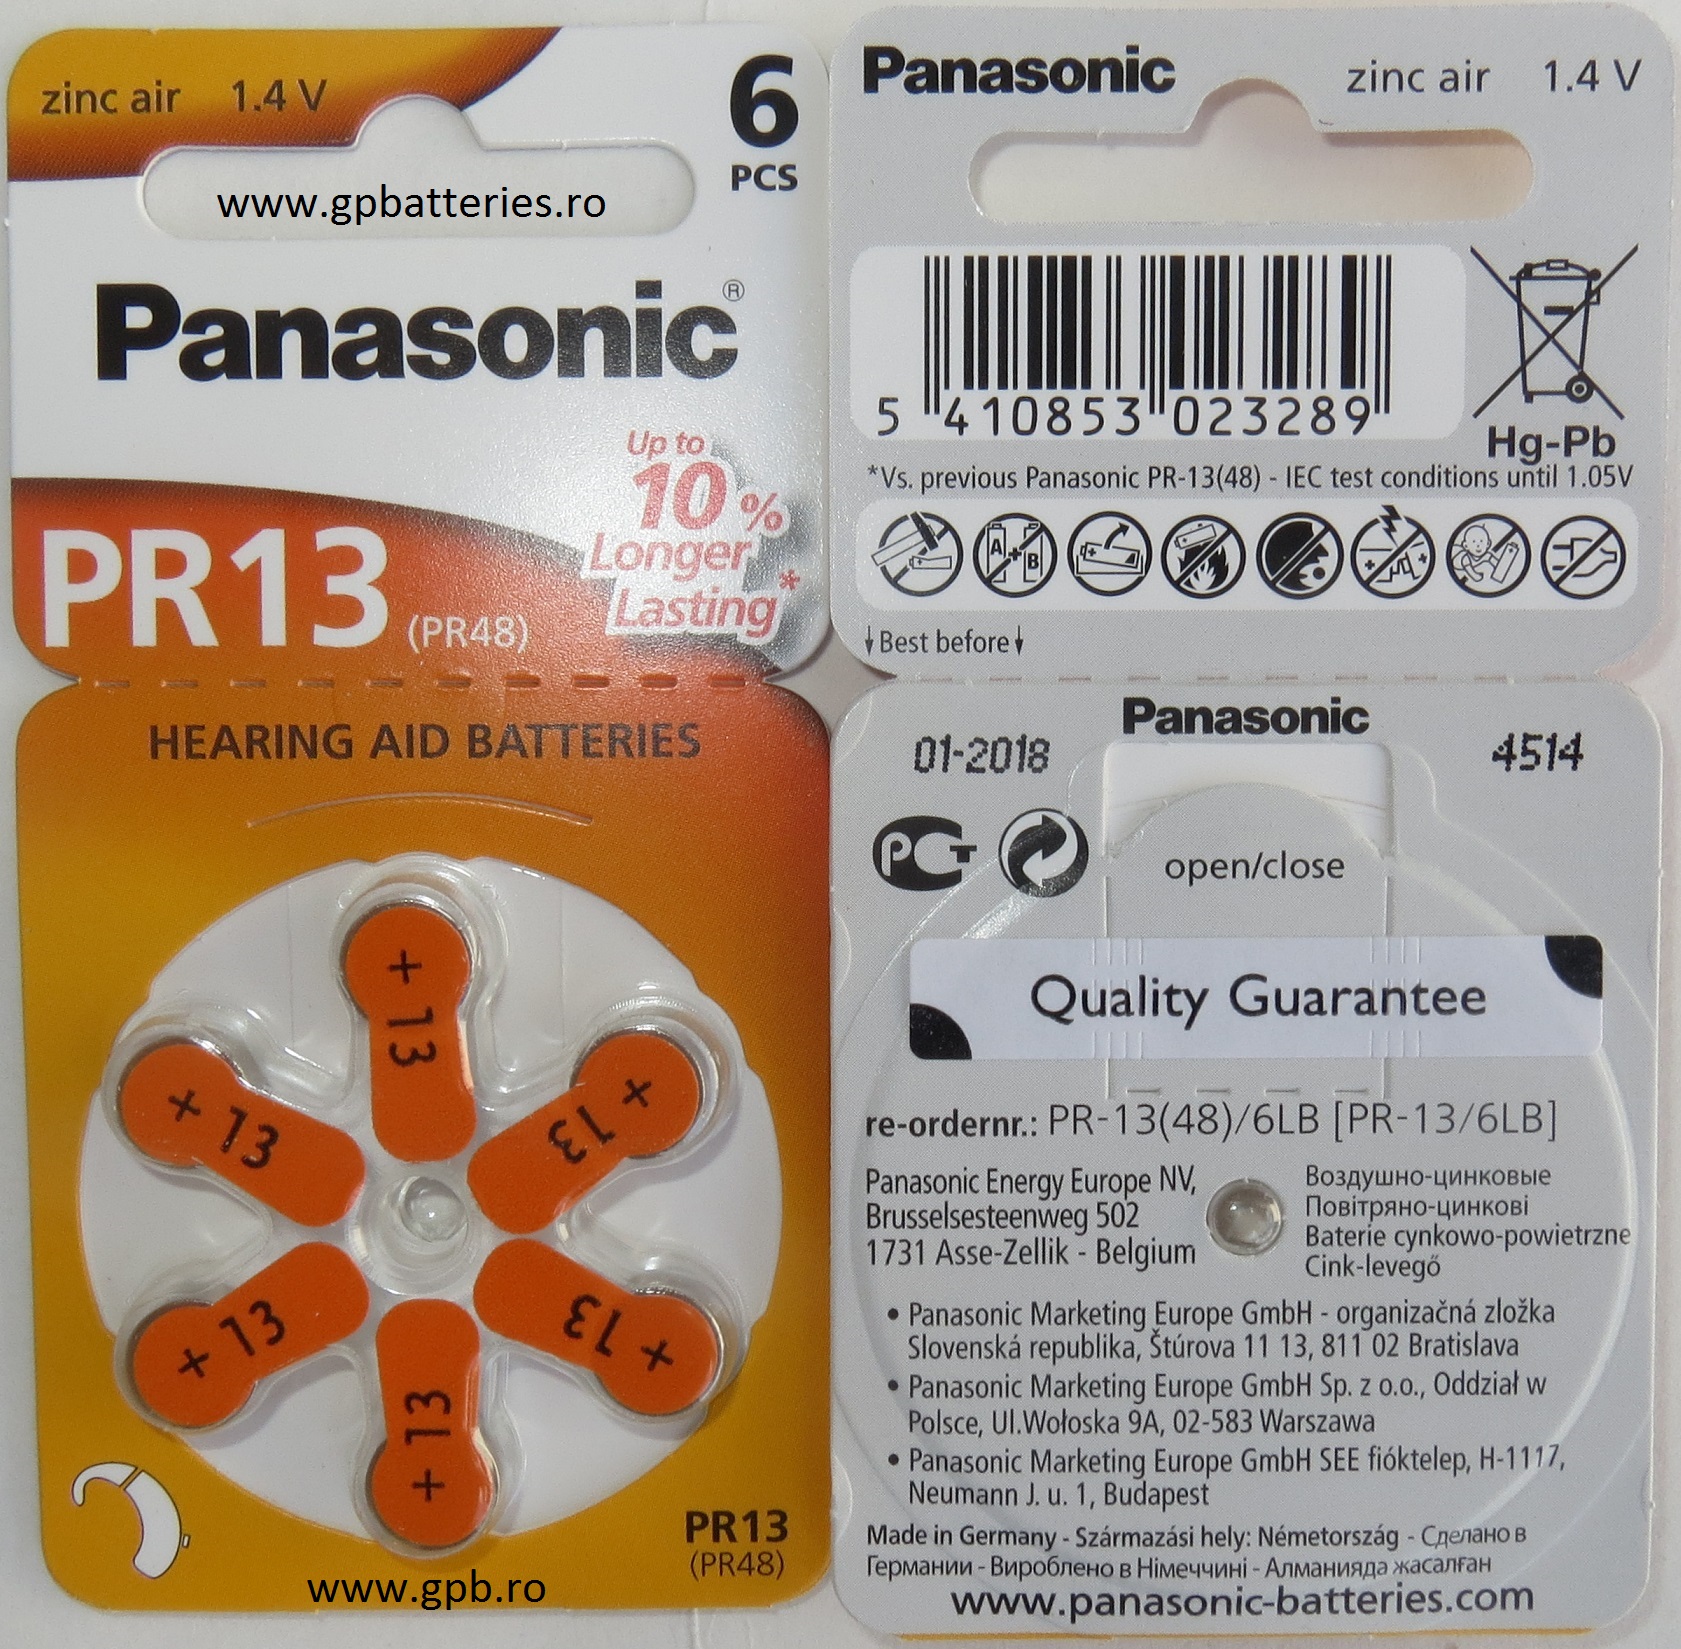 zinc air 1.4 V
6
PCS
www.gpbatteries.ro
Panasonic®
Up to
10 %
Longer
Lasting*
PR13 (PR48)
HEARING AID BATTERIES
+ 13
+ 13
+ 13
+ 13
+ 13
+ 13
PR13
(PR48)
www.gpb.ro
Panasonic zinc air 1.4 V
5 410853 023289
Hg-Pb
*Vs. previous Panasonic PR-13(48) - IEC test conditions until 1.05V
A + B
↓Best before↓
Panasonic
01-2018 4514
PCT
open/close
Quality Guarantee
re-ordernr.: PR-13(48)/6LB [PR-13/6LB]
Panasonic Energy Europe NV,
Brusselsesteenweg 502
1731 Asse-Zellik - Belgium
Воздушно-цинковые
Повітряно-цинкові
Baterie cynkowo-powietrzne
Cink-levegő
• Panasonic Marketing Europe GmbH - organizačná zložka
Slovenská republika, Štúrova 11 13, 811 02 Bratislava
• Panasonic Marketing Europe GmbH Sp. z o.o., Oddział w
Polsce, Ul.Wołoska 9A, 02-583 Warszawa
• Panasonic Marketing Europe GmbH SEE fióktelep, H-1117,
Neumann J. u. 1, Budapest
Made in Germany - Származási hely: Németország - Сделано в
Германии - Вироблено в Німеччині - Алманияда жасалған
www.panasonic-batteries.com